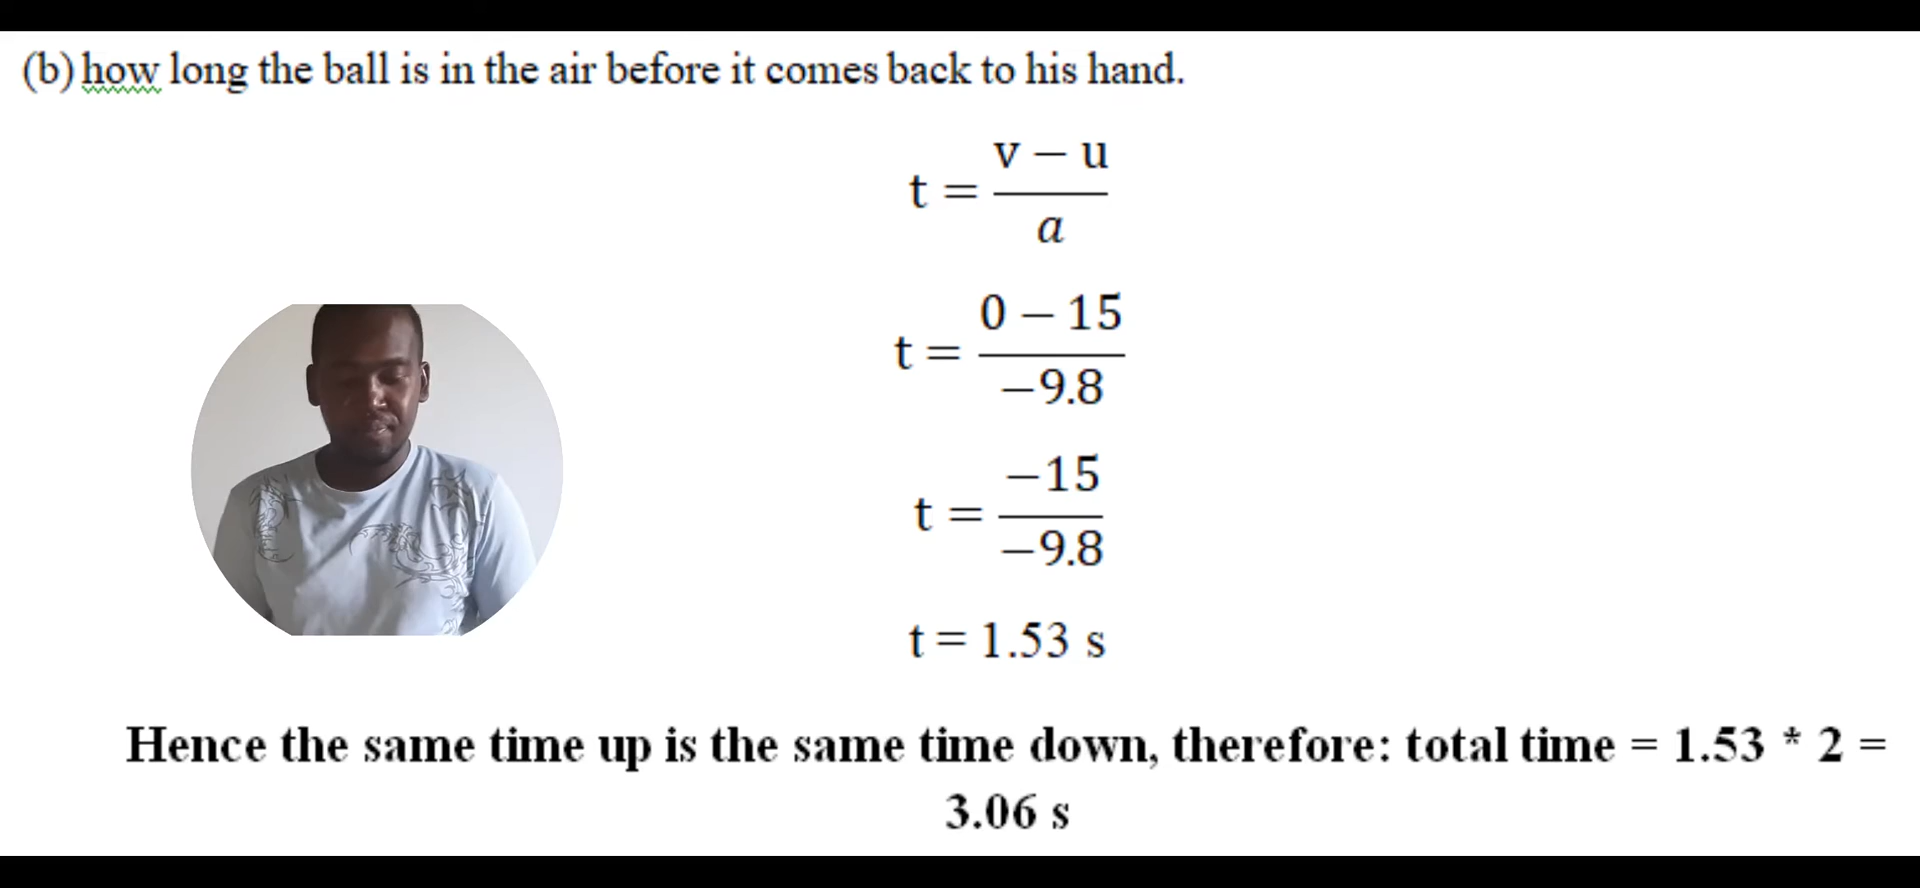 (b) how long the ball is in the air before it comes back to his hand.
t = (v – u) / a
t = (0 – 15) / –9.8
t = –15 / –9.8
t = 1.53 s
Hence the same time up is the same time down, therefore: total time = 1.53 * 2 =
3.06 s